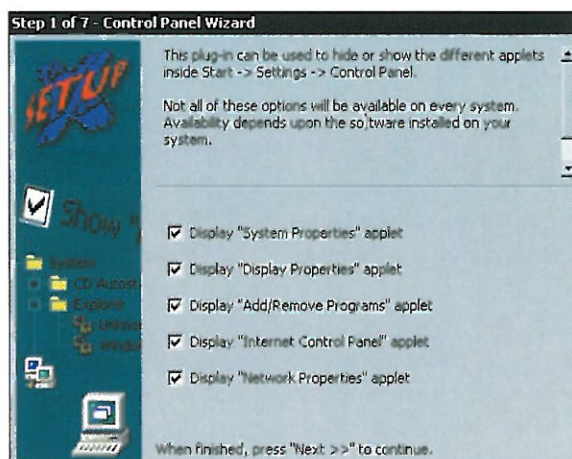 Step 1 of 7 - Control Panel Wizard
This plug-in can be used to hide or show the different applets
inside Start -> Settings -> Control Panel.
Not all of these options will be available on every system.
Availability depends upon the software installed on your
system.
SETUP
X
Show "
Display "System Properties" applet
System
Display "Display Properties" applet
CD Autost
Explorer
Display "Add/Remove Programs" applet
Window
Display "Internet Control Panel" applet
Display "Network Properties" applet
When finished, press "Next >>" to continue.